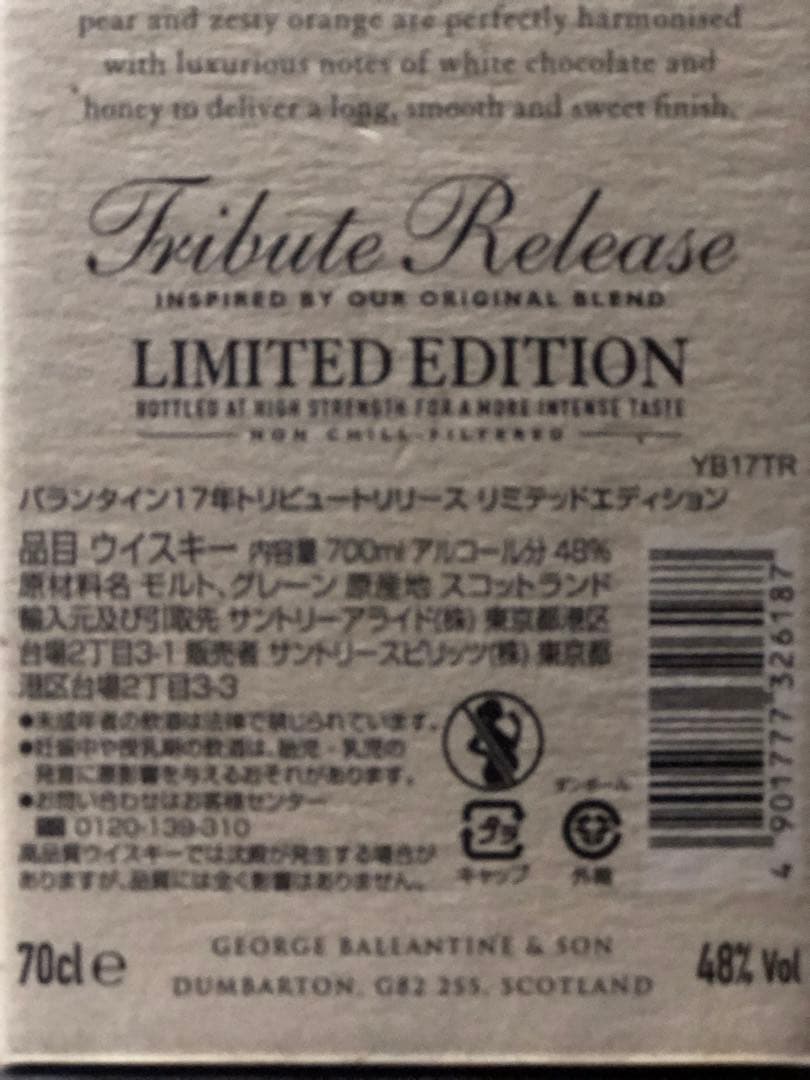 pear and zesty orange are perfectly harmonised
with luxurious notes of white chocolate and
honey to deliver a long, smooth and sweet finish.
Tribute Release
INSPIRED BY OUR ORIGINAL BLEND
LIMITED EDITION
BOTTLED AT HIGH STRENGTH FOR A MORE INTENSE TASTE
NON CHILL-FILTERED
YB17TR
バランタイン17年トリビュートリリース リミテッドエディション
品目 ウイスキー 内容量 700ml アルコール分 48%
原材料名 モルト、グレーン 原産地 スコットランド
輸入元及び引取先 サントリーアライド(株) 東京都港区
台場2丁目3-1 販売者 サントリースピリッツ(株) 東京都
港区台場2丁目3-3
●未成年者の飲酒は法律で禁じられています。
●妊娠中や授乳期の飲酒は、胎児・乳児の
発育に悪影響を与えるおそれがあります。
●お問い合わせはお客様センター
0120-139-310
高品質ウイスキーでは沈殿が発生する場合が
ありますが、品質には全く影響はありません。
プラ
キャップ
ダンボール
外箱
4 901777 326187
70cl e
GEORGE BALLANTINE & SON
DUMBARTON, G82 2SS, SCOTLAND
48% Vol